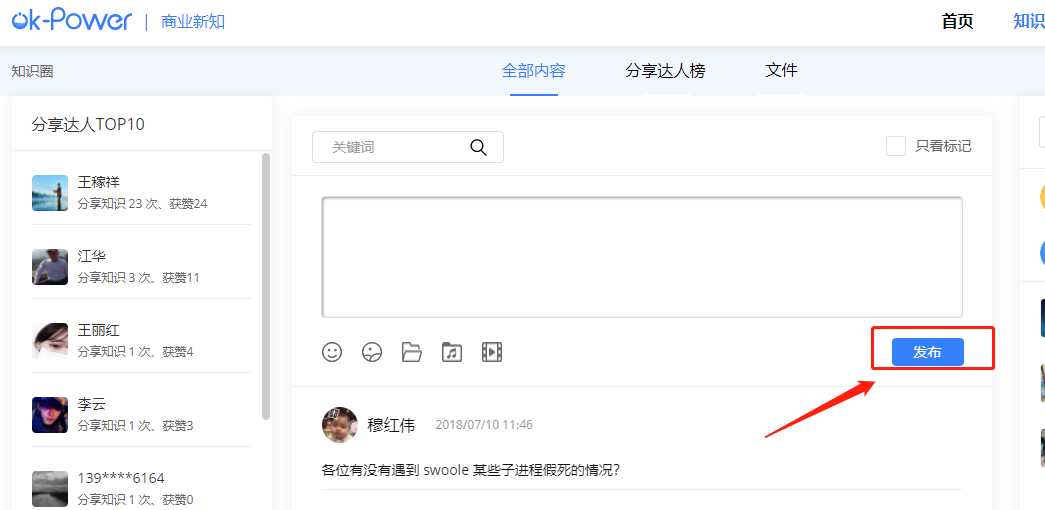 ok-Power | 商业新知
首页
知识
知识圈
全部内容
分享达人榜
文件
分享达人TOP10
王稼祥
分享知识 23 次、获赞24
江华
分享知识 3 次、获赞11
王丽红
分享知识 1 次、获赞4
李云
分享知识 1 次、获赞3
139****6164
分享知识 1 次、获赞0
关键词
只看标记
发布
穆红伟
2018/07/10 11:46
各位有没有遇到 swoole 某些子进程假死的情况?